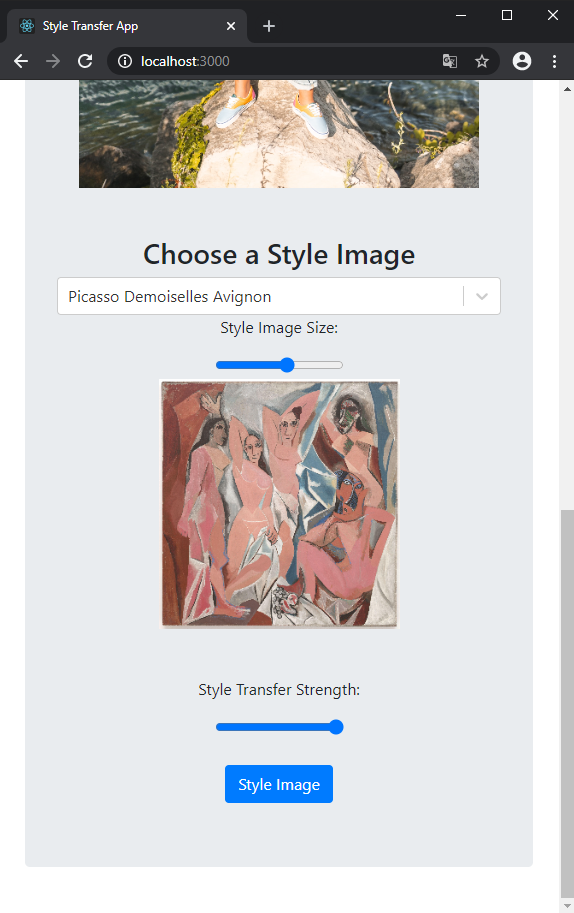 Style Transfer App
localhost:3000
Choose a Style Image
Picasso Demoiselles Avignon
Style Image Size:
Style Transfer Strength:
Style Image